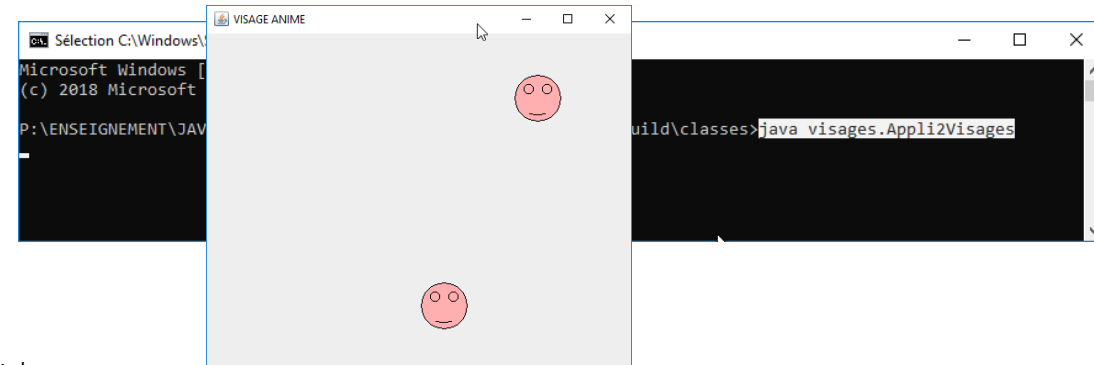 VISAGE ANIME
Sélection C:\Windows\
Microsoft Windows [
(c) 2018 Microsoft
P:\ENSEIGNEMENT\JAV uild\classes>java visages.Appli2Visages